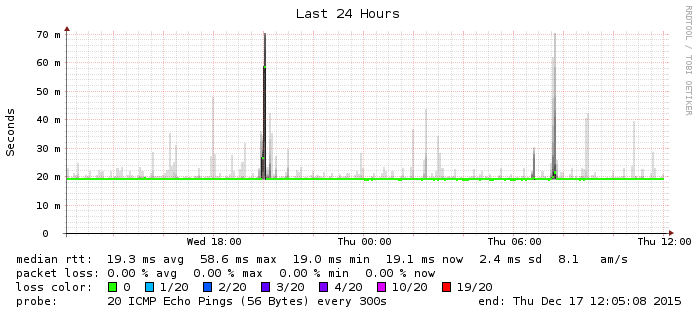 Last 24 Hours
RRDTOOL / TOBI OETIKER
Seconds
70 m
60 m
50 m
40 m
30 m
20 m
10 m
0
Wed 18:00 Thu 00:00 Thu 06:00 Thu 12:00
median rtt: 19.3 ms avg 58.6 ms max 19.0 ms min 19.1 ms now 2.4 ms sd 8.1 am/s
packet loss: 0.00 % avg 0.00 % max 0.00 % min 0.00 % now
loss color: 0 1/20 2/20 3/20 4/20 10/20 19/20
probe: 20 ICMP Echo Pings (56 Bytes) every 300s end: Thu Dec 17 12:05:08 2015